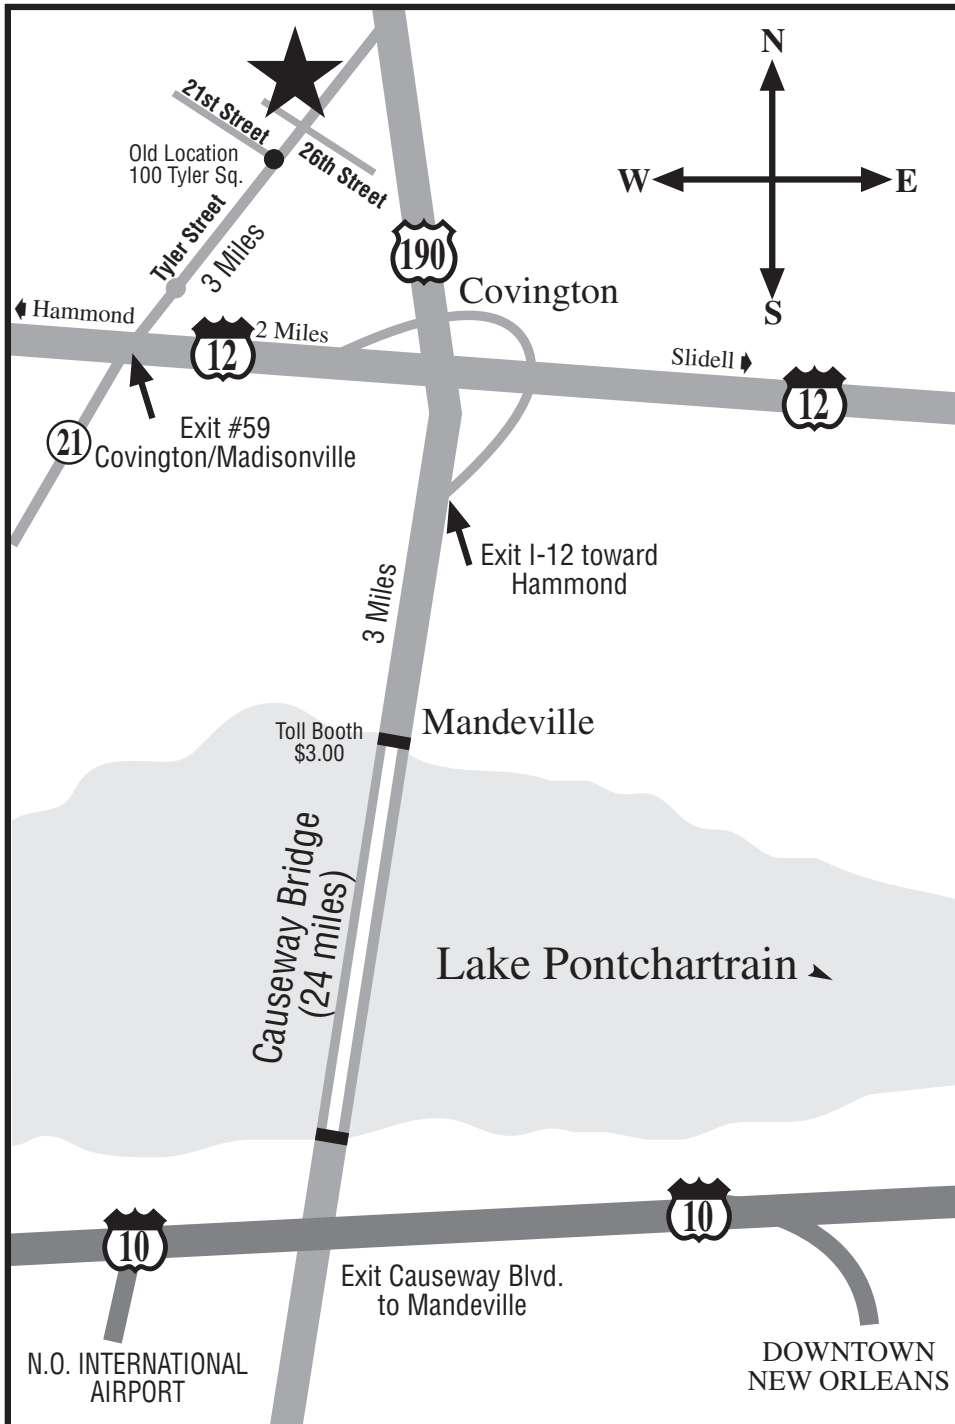 N
21st Street
Old Location
100 Tyler Sq.
26th Street
W
E
Tyler Street
3 Miles
190
Covington
S
Hammond
2 Miles
12
Slidell
12
Exit #59
Covington/Madisonville
21
Exit I-12 toward
Hammond
3 Miles
Mandeville
Toll Booth
$3.00
Causeway Bridge
(24 miles)
Lake Pontchartrain
10
10
Exit Causeway Blvd.
to Mandeville
N.O. INTERNATIONAL
AIRPORT
DOWNTOWN
NEW ORLEANS